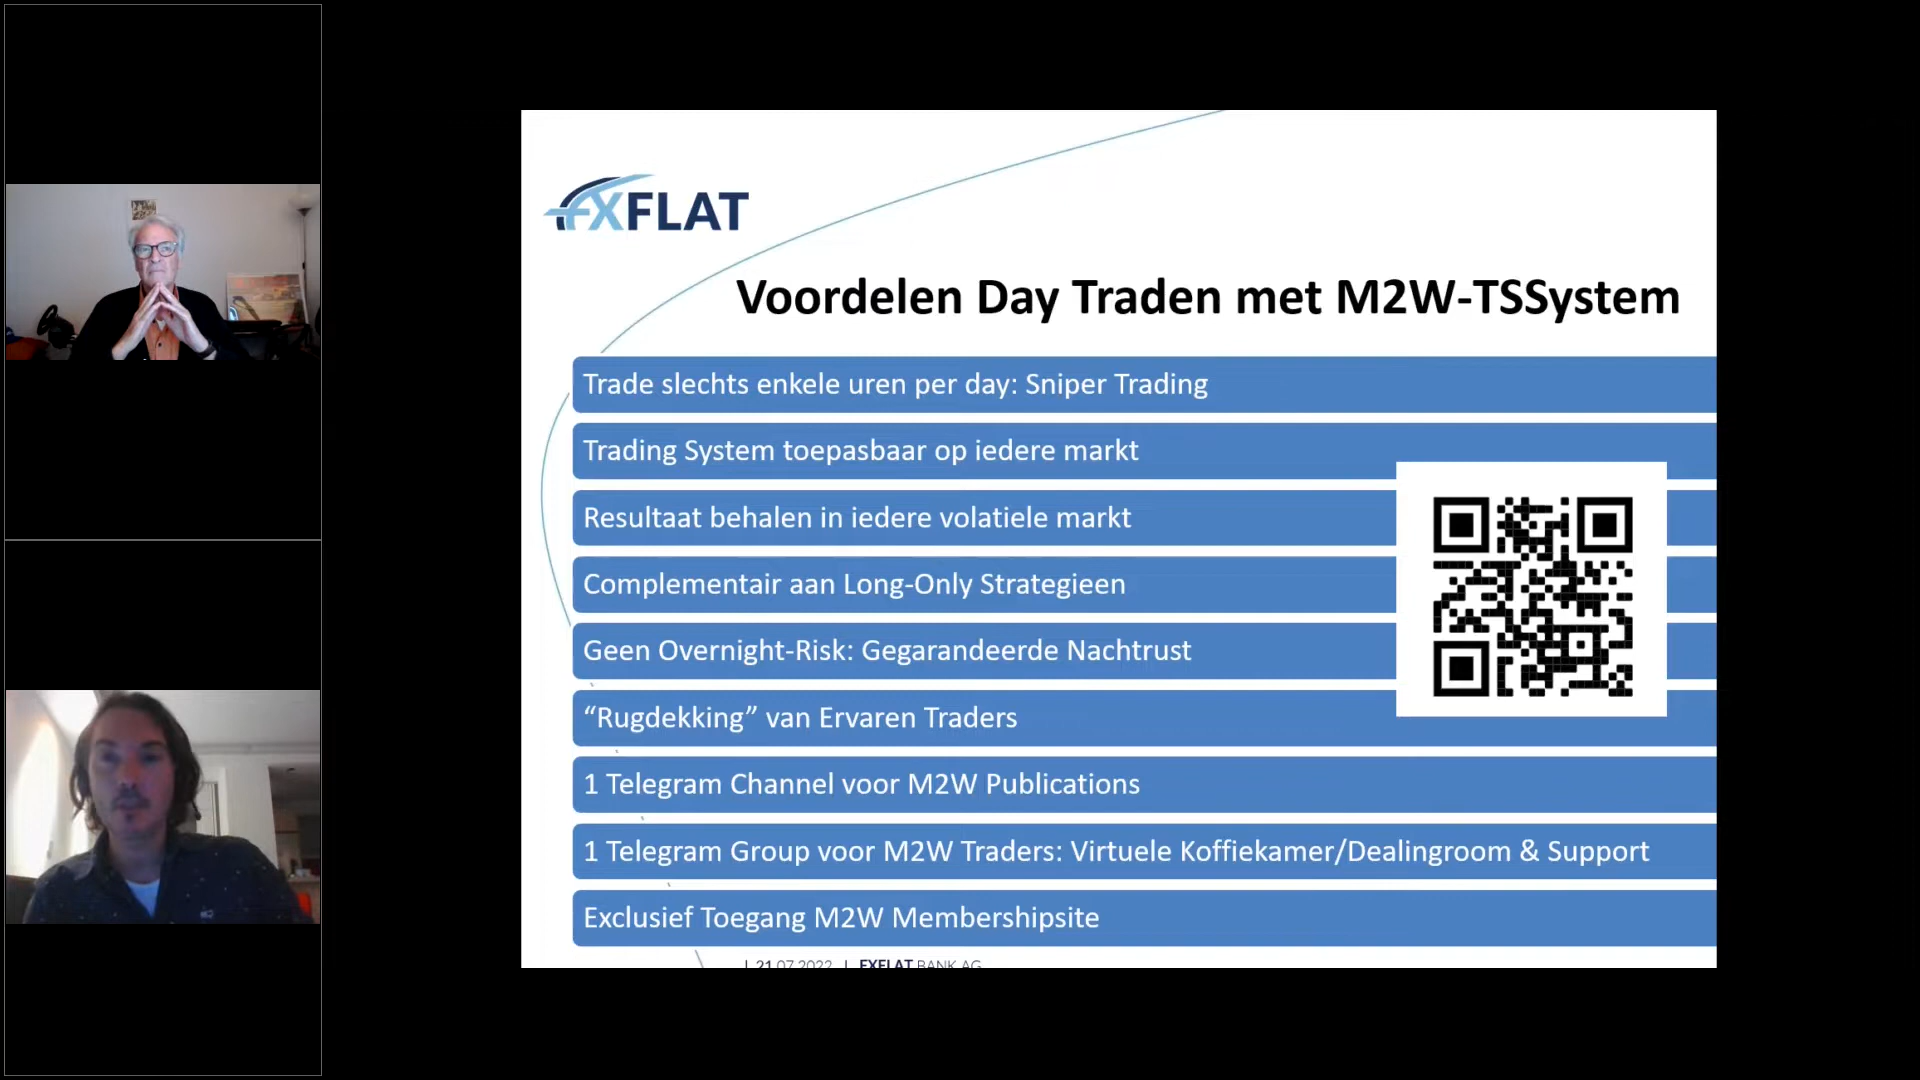 FXFLAT
Voordelen Day Traden met M2W-TSSystem
Trade slechts enkele uren per day: Sniper Trading
Trading System toepasbaar op iedere markt
Resultaat behalen in iedere volatiele markt
Complementair aan Long-Only Strategieen
Geen Overnight-Risk: Gegarandeerde Nachtrust
“Rugdekking” van Ervaren Traders
1 Telegram Channel voor M2W Publications
1 Telegram Group voor M2W Traders: Virtuele Koffiekamer/Dealingroom & Support
Exclusief Toegang M2W Membershipsite
| 21.07.2022 | FXFLAT BANK AG